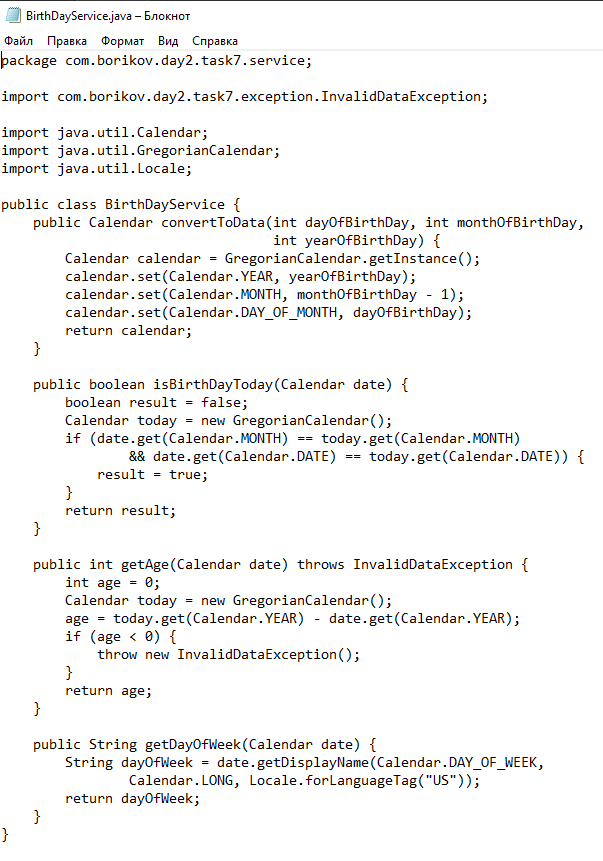 BirthDayService.java – Блокнот
Файл Правка Формат Вид Справка
package com.borikov.day2.task7.service;

import com.borikov.day2.task7.exception.InvalidDataException;

import java.util.Calendar;
import java.util.GregorianCalendar;
import java.util.Locale;

public class BirthDayService {
    public Calendar convertToData(int dayOfBirthDay, int monthOfBirthDay,
                                  int yearOfBirthDay) {
        Calendar calendar = GregorianCalendar.getInstance();
        calendar.set(Calendar.YEAR, yearOfBirthDay);
        calendar.set(Calendar.MONTH, monthOfBirthDay - 1);
        calendar.set(Calendar.DAY_OF_MONTH, dayOfBirthDay);
        return calendar;
    }

    public boolean isBirthDayToday(Calendar date) {
        boolean result = false;
        Calendar today = new GregorianCalendar();
        if (date.get(Calendar.MONTH) == today.get(Calendar.MONTH)
                && date.get(Calendar.DATE) == today.get(Calendar.DATE)) {
            result = true;
        }
        return result;
    }

    public int getAge(Calendar date) throws InvalidDataException {
        int age = 0;
        Calendar today = new GregorianCalendar();
        age = today.get(Calendar.YEAR) - date.get(Calendar.YEAR);
        if (age < 0) {
            throw new InvalidDataException();
        }
        return age;
    }

    public String getDayOfWeek(Calendar date) {
        String dayOfWeek = date.getDisplayName(Calendar.DAY_OF_WEEK,
                Calendar.LONG, Locale.forLanguageTag("US"));
        return dayOfWeek;
    }
}